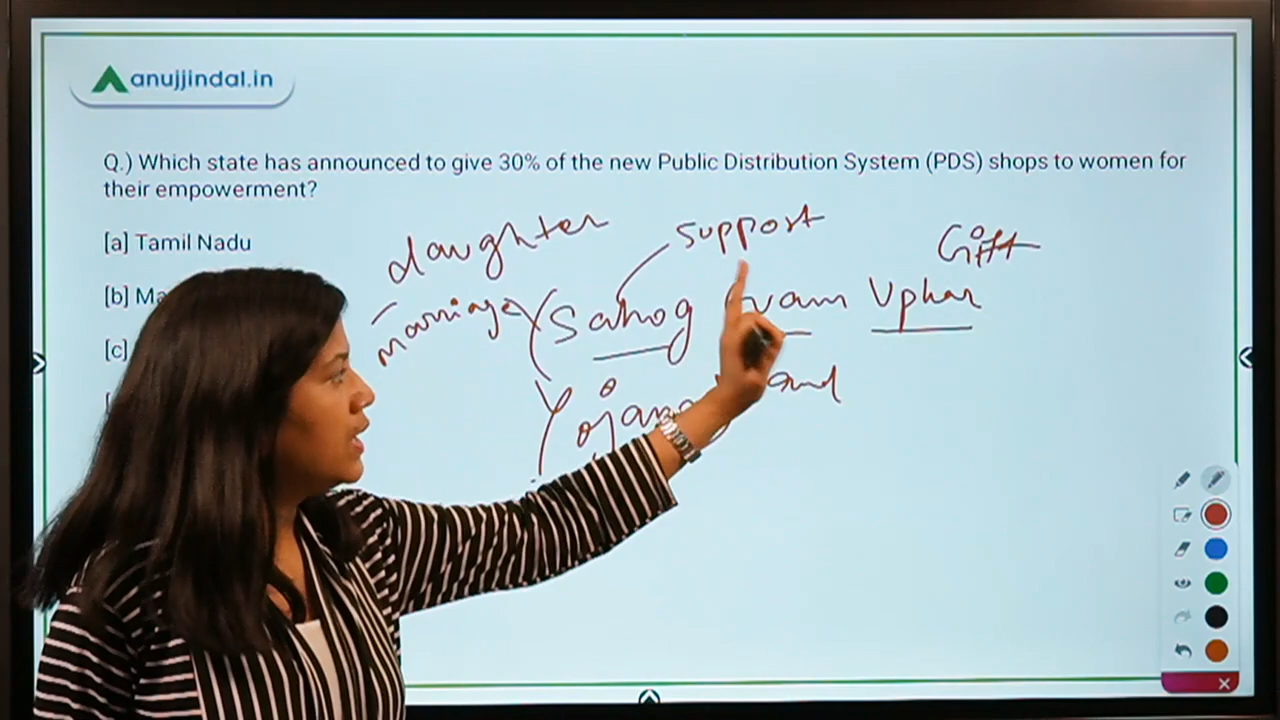 anujjindal.in
Q.) Which state has announced to give 30% of the new Public Distribution System (PDS) shops to women for
their empowerment?
[a] Tamil Nadu
[b] Ma
[c]
daughter
support
Gift
marriage
Sahog vam Uphar
Yojana
and